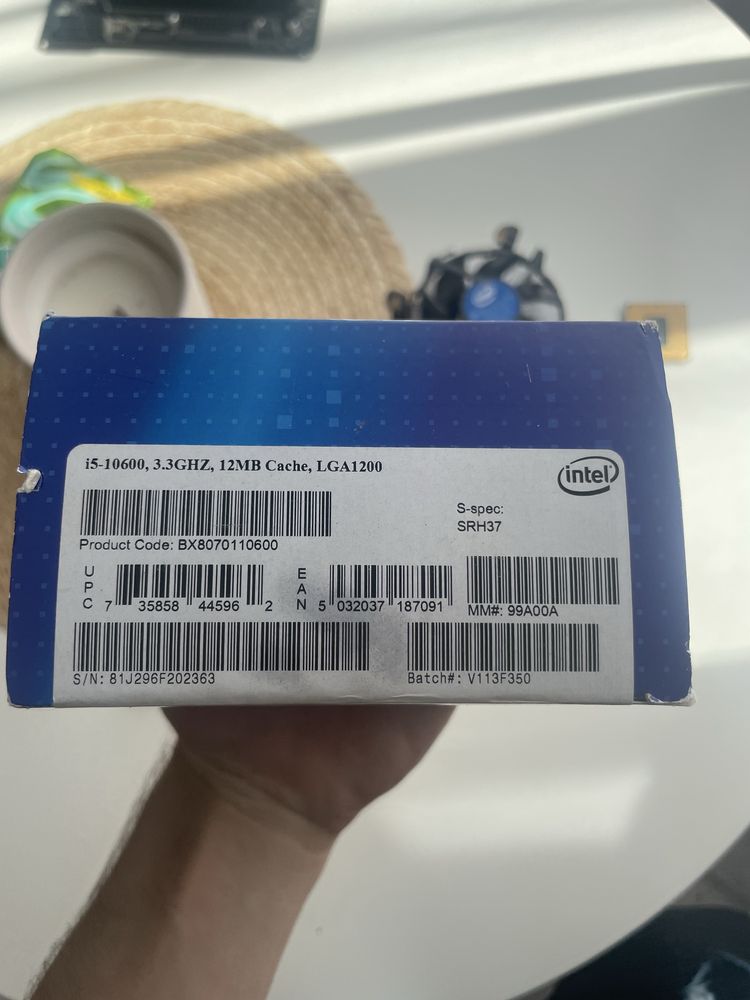 i5-10600, 3.3GHZ, 12MB Cache, LGA1200
intel
S-spec:
SRH37
Product Code: BX8070110600
UPC 7 35858 44596 2
EAN 5 032037 187091
MM#: 99A00A
S/N: 81J296F202363
Batch#: V113F350